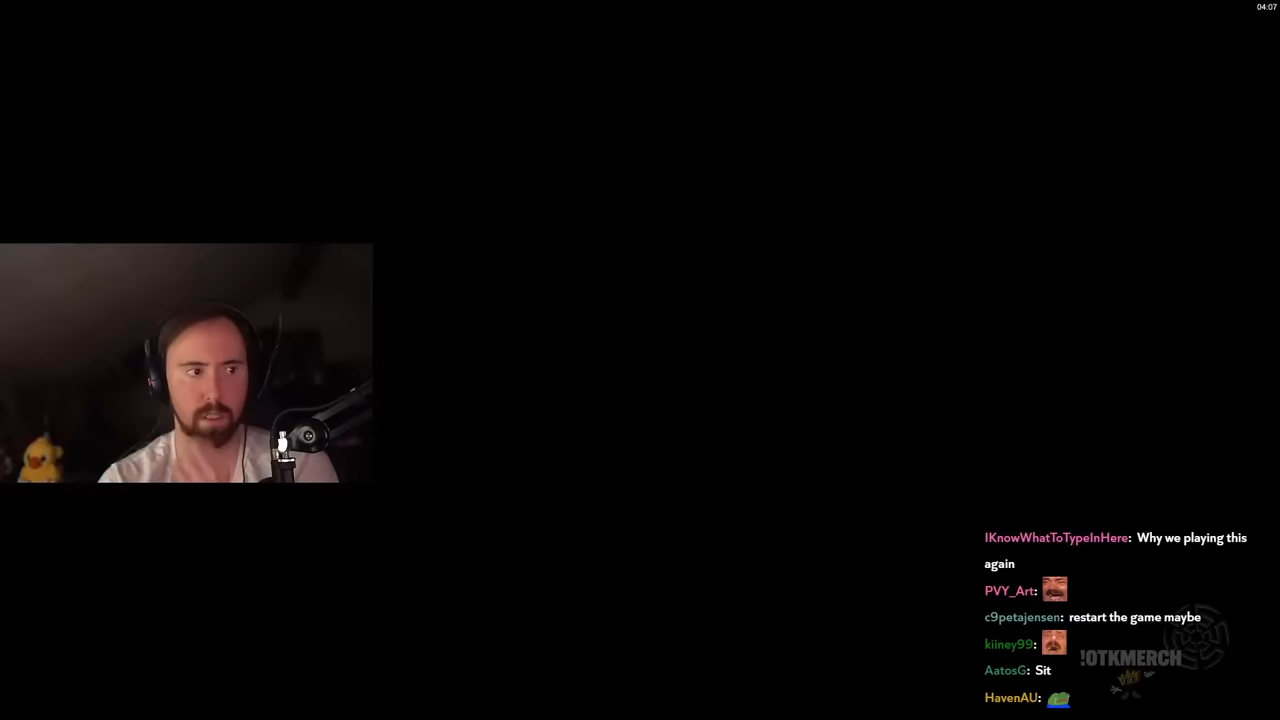 04:07
IKnowWhatToTypeInHere: Why we playing this
again
PVY_Art:
c9petajensen: restart the game maybe
kiiney99:
!OTKMERCH
AatosG: Sit
HavenAU: